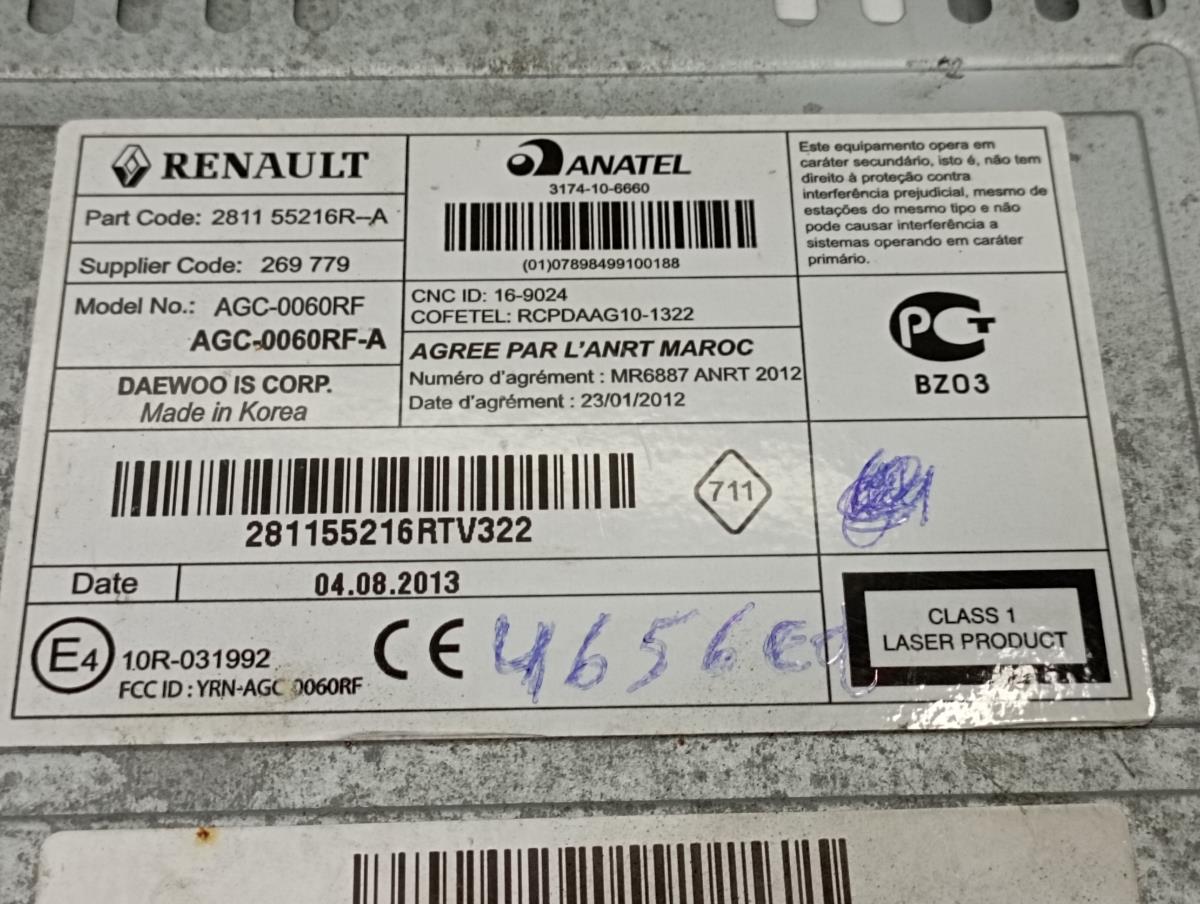 RENAULT
Part Code: 2811 55216R--A
Supplier Code: 269 779
Model No.: AGC-0060RF
AGC-0060RF-A
DAEWOO IS CORP.
Made in Korea
ANATEL
3174-10-6660
(01)07898499100188
CNC ID: 16-9024
COFETEL: RCPDAAG10-1322
AGREE PAR L'ANRT MAROC
Numéro d'agrément : MR6887 ANRT 2012
Date d'agrément : 23/01/2012
Este equipamento opera em
caráter secundário, isto é, não tem
direito à proteção contra
interferência prejudicial, mesmo de
estações do mesmo tipo e não
pode causar interferência a
sistemas operando em caráter
primário.
РСТ
BZ03
281155216RTV322
711
Date 04.08.2013
E4 10R-031992
FCC ID : YRN-AGC 0060RF
CE
4656
CLASS 1
LASER PRODUCT